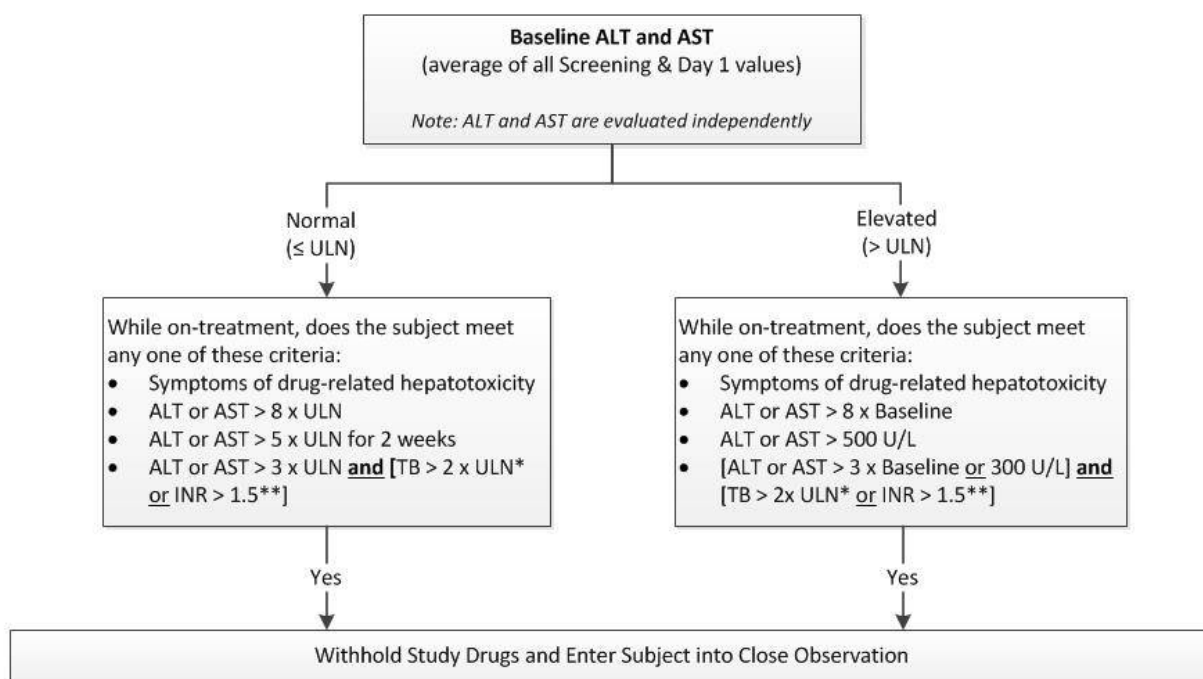 Baseline ALT and AST
(average of all Screening & Day 1 values)
Note: ALT and AST are evaluated independently
Normal
(≤ ULN)
Elevated
(> ULN)
While on-treatment, does the subject meet
any one of these criteria:
• Symptoms of drug-related hepatotoxicity
• ALT or AST > 8 x ULN
• ALT or AST > 5 x ULN for 2 weeks
• ALT or AST > 3 x ULN and [TB > 2 x ULN*
or INR > 1.5**]
While on-treatment, does the subject meet
any one of these criteria:
• Symptoms of drug-related hepatotoxicity
• ALT or AST > 8 x Baseline
• ALT or AST > 500 U/L
• [ALT or AST > 3 x Baseline or 300 U/L] and
[TB > 2x ULN* or INR > 1.5**]
Yes
Yes
Withhold Study Drugs and Enter Subject into Close Observation